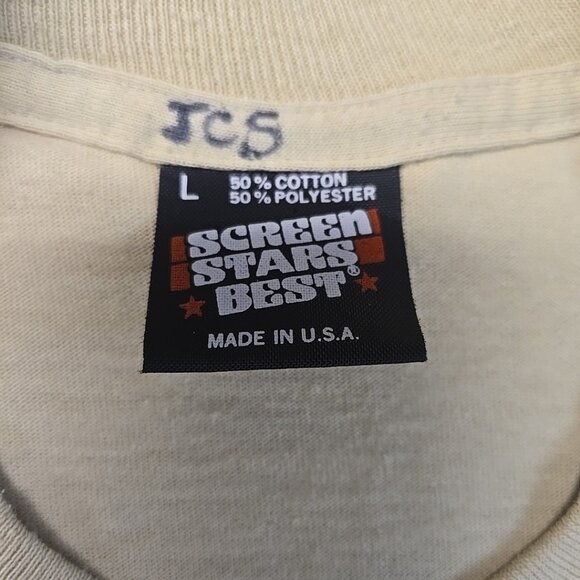 JCS
L 50% COTTON
50% POLYESTER
SCREEN
STARS
BEST®
MADE IN U.S.A.